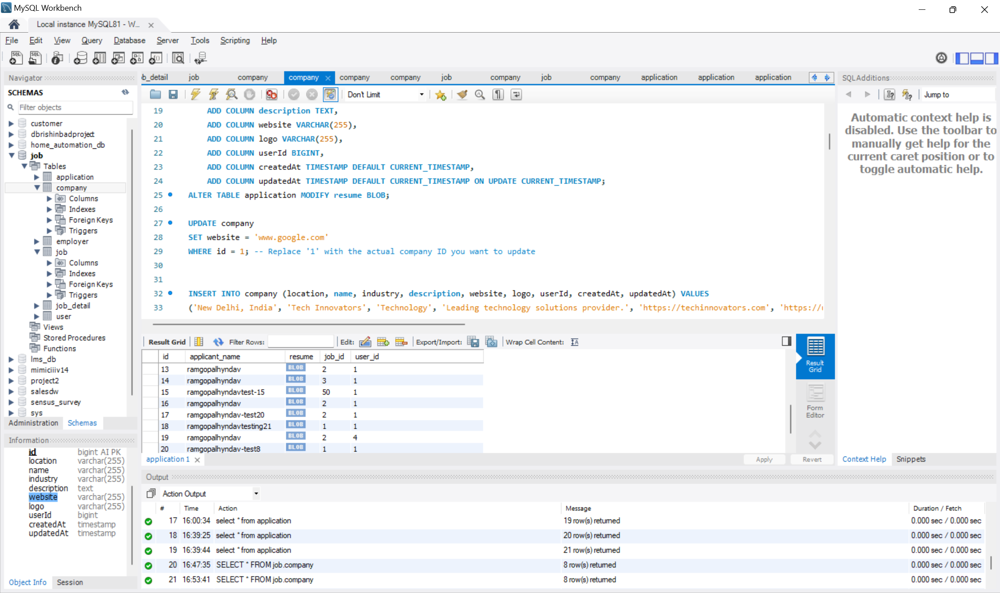 MySQL Workbench
Local instance MySQL81 - W...
File Edit View Query Database Server Tools Scripting Help
Navigator
SCHEMAS
Filter objects
customer
dbrishinbadproject
home_automation_db
job
Tables
application
company
Columns
Indexes
Foreign Keys
Triggers
employer
job
Columns
Indexes
Foreign Keys
Triggers
job_detail
user
Views
Stored Procedures
Functions
lms_db
mimiciiiv14
project2
salesdw
sensus_survey
sys
Administration Schemas
Information
id bigint AI PK
location varchar(255)
name varchar(255)
industry varchar(255)
description text
website varchar(255)
logo varchar(255)
userId bigint
createdAt timestamp
updatedAt timestamp
Object Info Session
b_detail job company company company company job company job company application application application
Don't Limit
19 ADD COLUMN description TEXT,
20 ADD COLUMN website VARCHAR(255),
21 ADD COLUMN logo VARCHAR(255),
22 ADD COLUMN userId BIGINT,
23 ADD COLUMN createdAt TIMESTAMP DEFAULT CURRENT_TIMESTAMP,
24 ADD COLUMN updatedAt TIMESTAMP DEFAULT CURRENT_TIMESTAMP ON UPDATE CURRENT_TIMESTAMP;
25 ALTER TABLE application MODIFY resume BLOB;
26
27 UPDATE company
28 SET website = 'www.google.com'
29 WHERE id = 1; -- Replace '1' with the actual company ID you want to update
30
31
32 INSERT INTO company (location, name, industry, description, website, logo, userId, createdAt, updatedAt) VALUES
33 ('New Delhi, India', 'Tech Innovators', 'Technology', 'Leading technology solutions provider.', 'https://techinnovators.com', 'https://
Result Grid Filter Rows: Edit: Export/Import: Wrap Cell Content:
id applicant_name resume job_id user_id
13 ramgopalhyndav BLOB 2 1
14 ramgopalhyndav BLOB 3 1
15 ramgopalhyndavtest-15 BLOB 50 1
16 ramgopalhyndav BLOB 2 1
17 ramgopalhyndav-test20 BLOB 2 1
18 ramgopalhyndavtesting21 BLOB 1 1
19 ramgopalhyndav BLOB 2 4
20 ramgopalhyndav-test8 BLOB 1 1
Result
Grid
Form
Editor
application 1 Apply Revert
SQLAdditions
Jump to
Automatic context help is
disabled. Use the toolbar to
manually get help for the
current caret position or to
toggle automatic help.
Context Help Snippets
Output
Action Output
# Time Action Message Duration / Fetch
17 16:00:34 select * from application 19 row(s) returned 0.000 sec / 0.000 sec
18 16:39:25 select * from application 20 row(s) returned 0.000 sec / 0.000 sec
19 16:39:44 select * from application 21 row(s) returned 0.000 sec / 0.000 sec
20 16:47:35 SELECT * FROM job.company 8 row(s) returned 0.000 sec / 0.000 sec
21 16:53:41 SELECT * FROM job.company 8 row(s) returned 0.000 sec / 0.000 sec